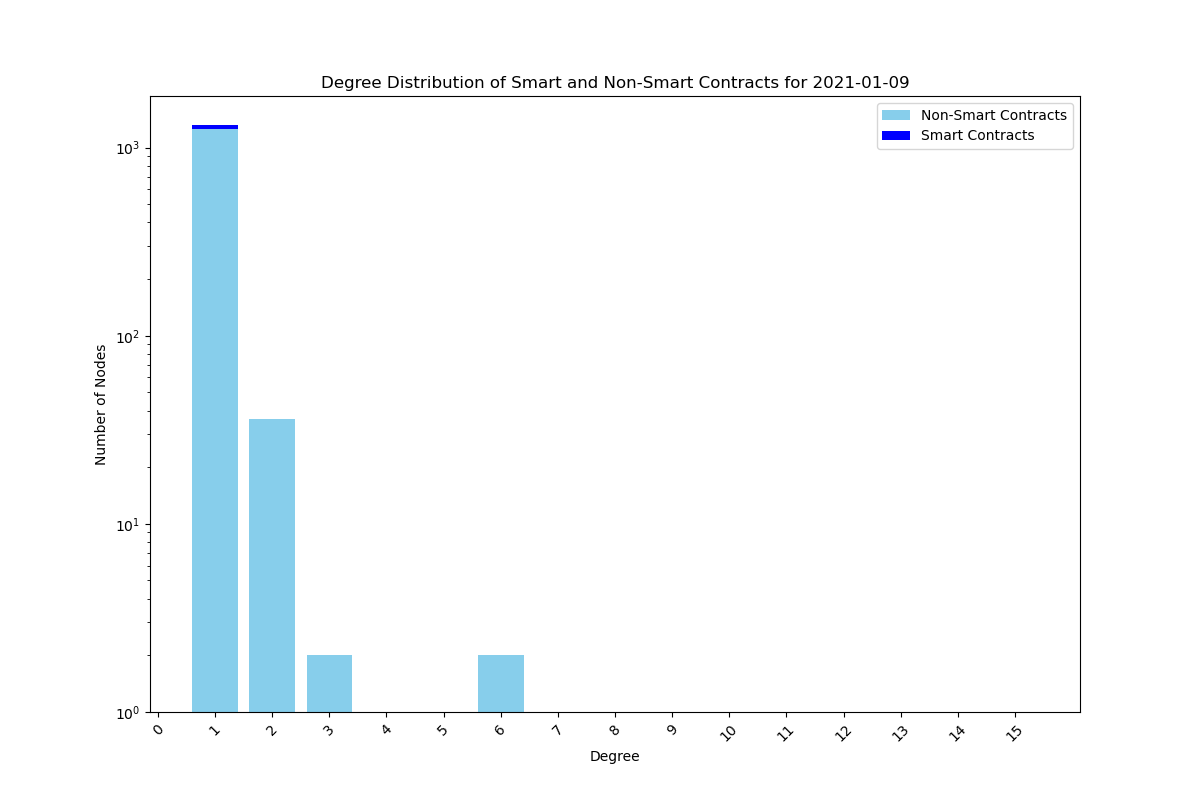 Degree Distribution of Smart and Non-Smart Contracts for 2021-01-09
Non-Smart Contracts
Smart Contracts
Number of Nodes
10³
10²
10¹
10⁰
0 1 2 3 4 5 6 7 8 9 10 11 12 13 14 15
Degree